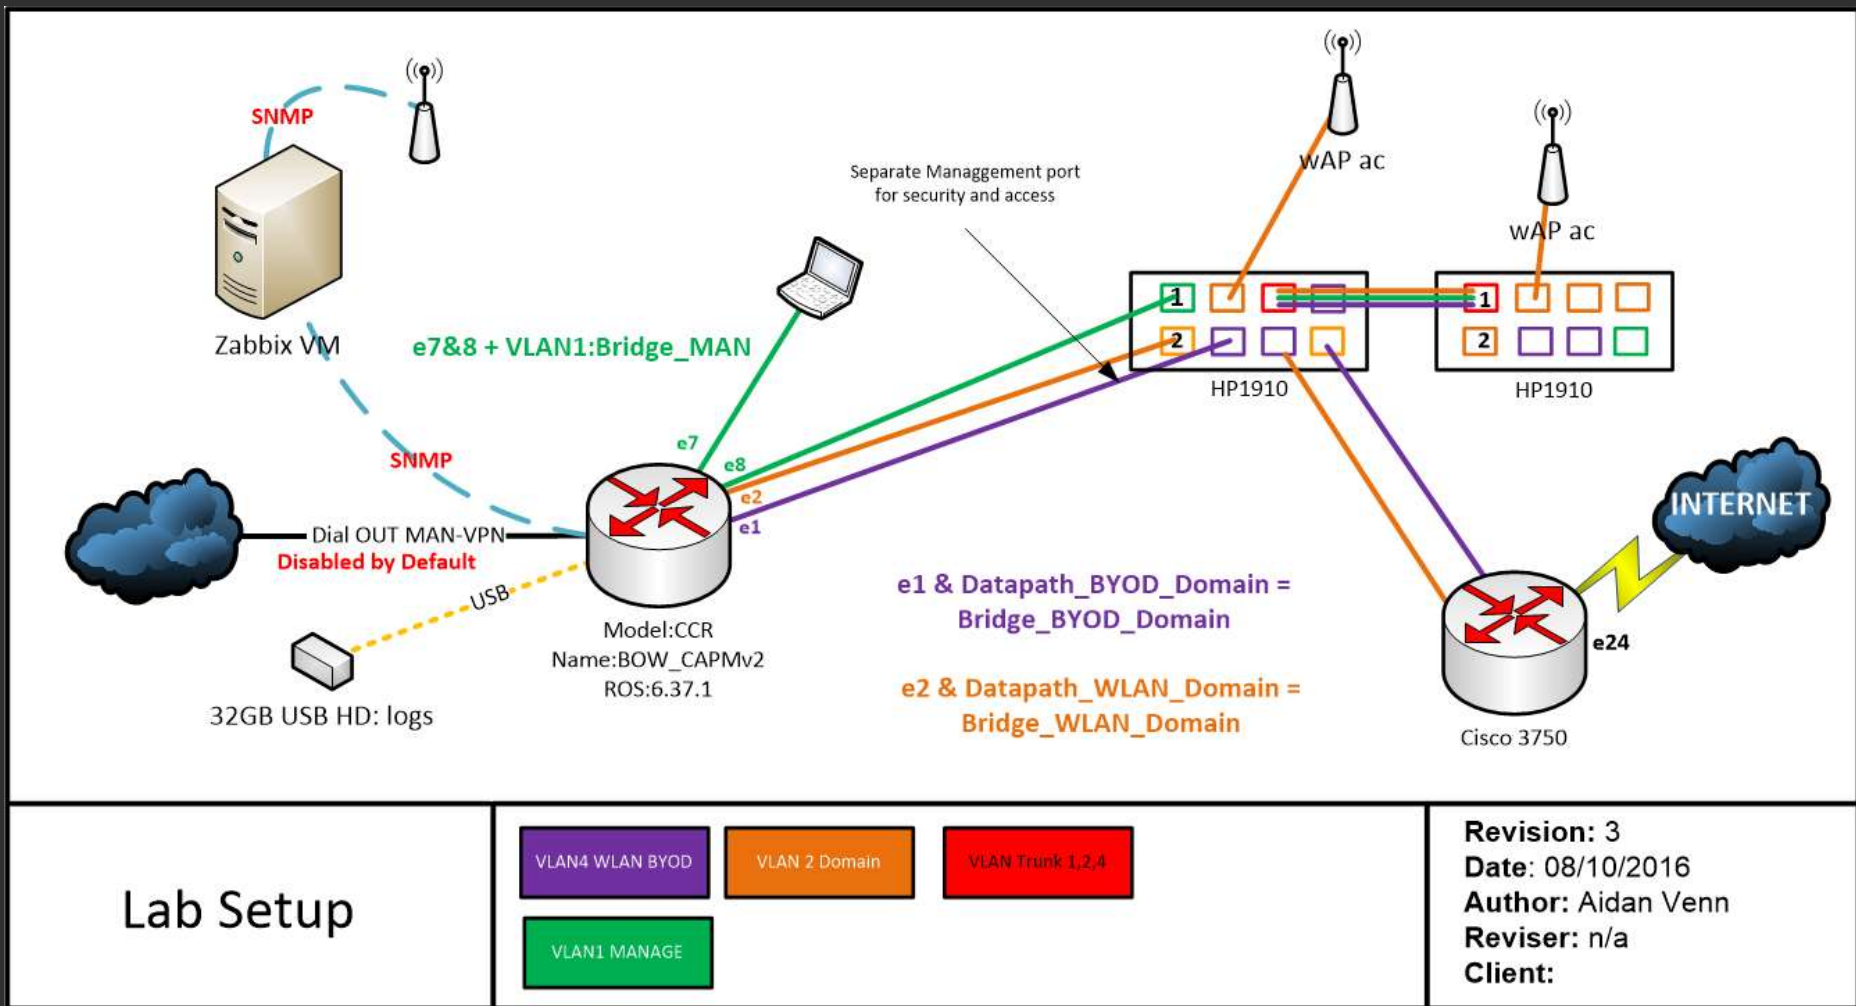 SNMP
wAP ac
Separate Managgement port
for security and access
wAP ac
1
2
HP1910
1
2
HP1910
Zabbix VM
e7&8 + VLAN1:Bridge_MAN
e7
e8
e2
e1
SNMP
Dial OUT MAN-VPN
Disabled by Default
USB
32GB USB HD: logs
Model:CCR
Name:BOW_CAPMv2
ROS:6.37.1
e1 & Datapath_BYOD_Domain =
Bridge_BYOD_Domain
e2 & Datapath_WLAN_Domain =
Bridge_WLAN_Domain
INTERNET
e24
Cisco 3750
Lab Setup
VLAN4 WLAN BYOD
VLAN 2 Domain
VLAN Trunk 1,2,4
VLAN1 MANAGE
Revision: 3
Date: 08/10/2016
Author: Aidan Venn
Reviser: n/a
Client: